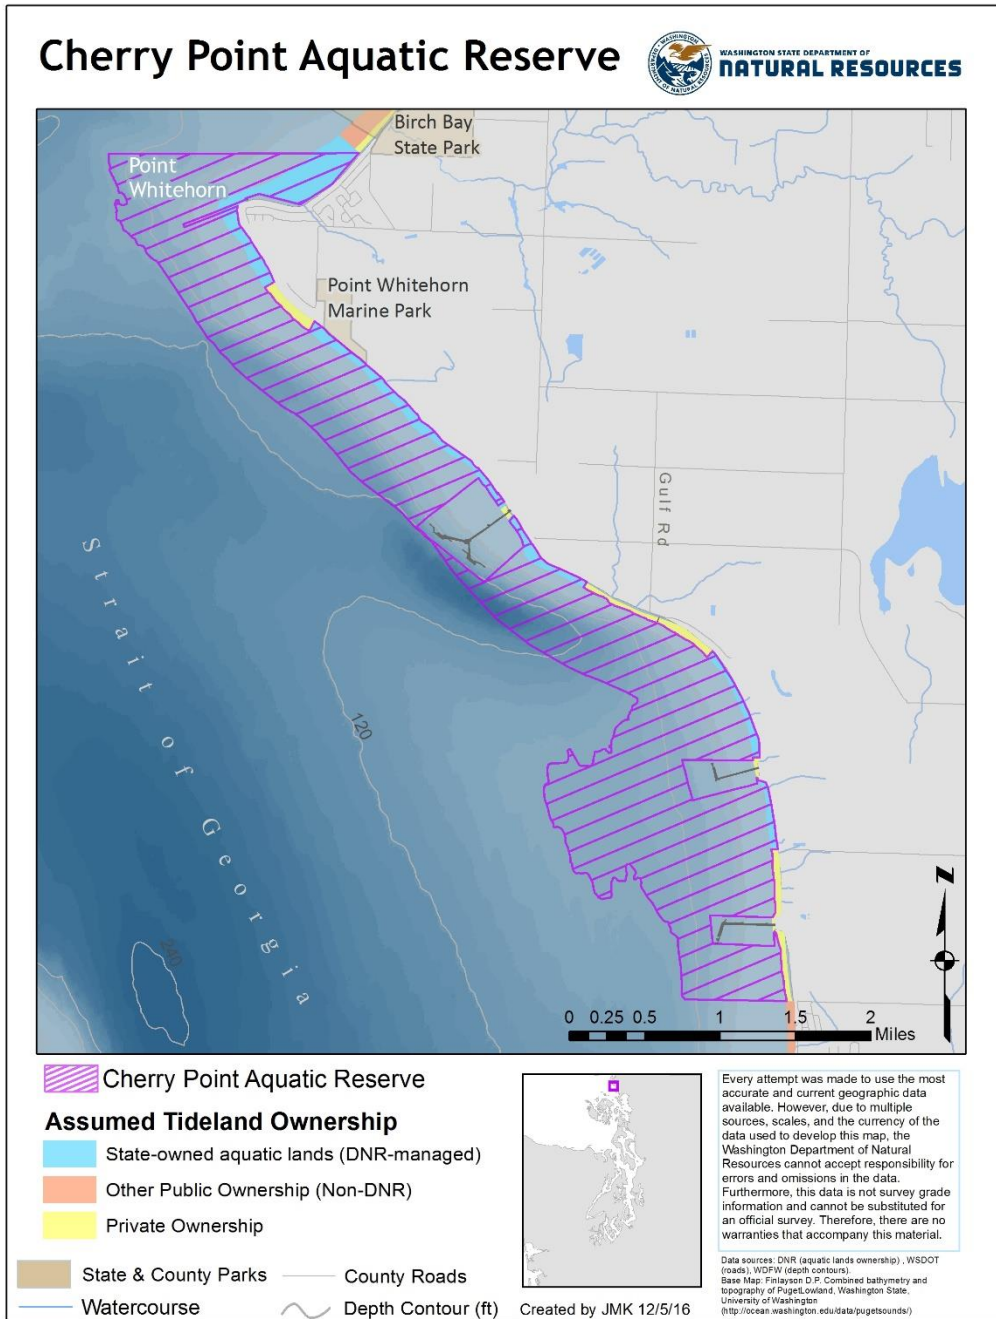 Cherry Point Aquatic Reserve
WASHINGTON STATE DEPARTMENT OF
NATURAL RESOURCES
Birch Bay
State Park
Point
Whitehorn
Point Whitehorn
Marine Park
Gulf Rd
Strait of Georgia
120
240
N
0 0.25 0.5 1 1.5 2
Miles
Cherry Point Aquatic Reserve
Assumed Tideland Ownership
State-owned aquatic lands (DNR-managed)
Other Public Ownership (Non-DNR)
Private Ownership
State & County Parks
County Roads
Watercourse
Depth Contour (ft)
Created by JMK 12/5/16
Every attempt was made to use the most
accurate and current geographic data
available. However, due to multiple
sources, scales, and the currency of the
data used to develop this map, the
Washington Department of Natural
Resources cannot accept responsibility for
errors and omissions in the data.
Furthermore, this data is not survey grade
information and cannot be substituted for
an official survey. Therefore, there are no
warranties that accompany this material.
Data sources: DNR (aquatic lands ownership) , WSDOT
(roads), WDFW (depth contours).
Base Map: Finlayson D.P. Combined bathymetry and
topography of PugetLowland, Washington State,
University of Washington
(http://ocean.washington.edu/data/pugetsounds/)